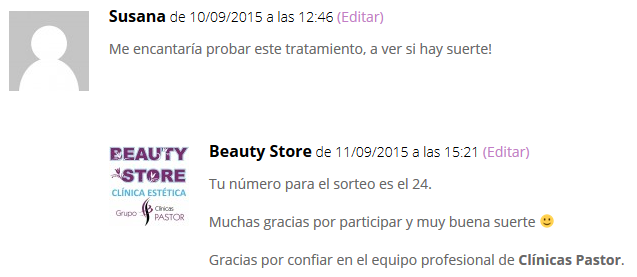 Susana de 10/09/2015 a las 12:46 (Editar)
Me encantaría probar este tratamiento, a ver si hay suerte!
BEAUTY
STORE
CLÍNICA ESTÉTICA
Grupo Clínicas
PASTOR
Beauty Store de 11/09/2015 a las 15:21 (Editar)
Tu número para el sorteo es el 24.
Muchas gracias por participar y muy buena suerte 🙂
Gracias por confiar en el equipo profesional de Clínicas Pastor.